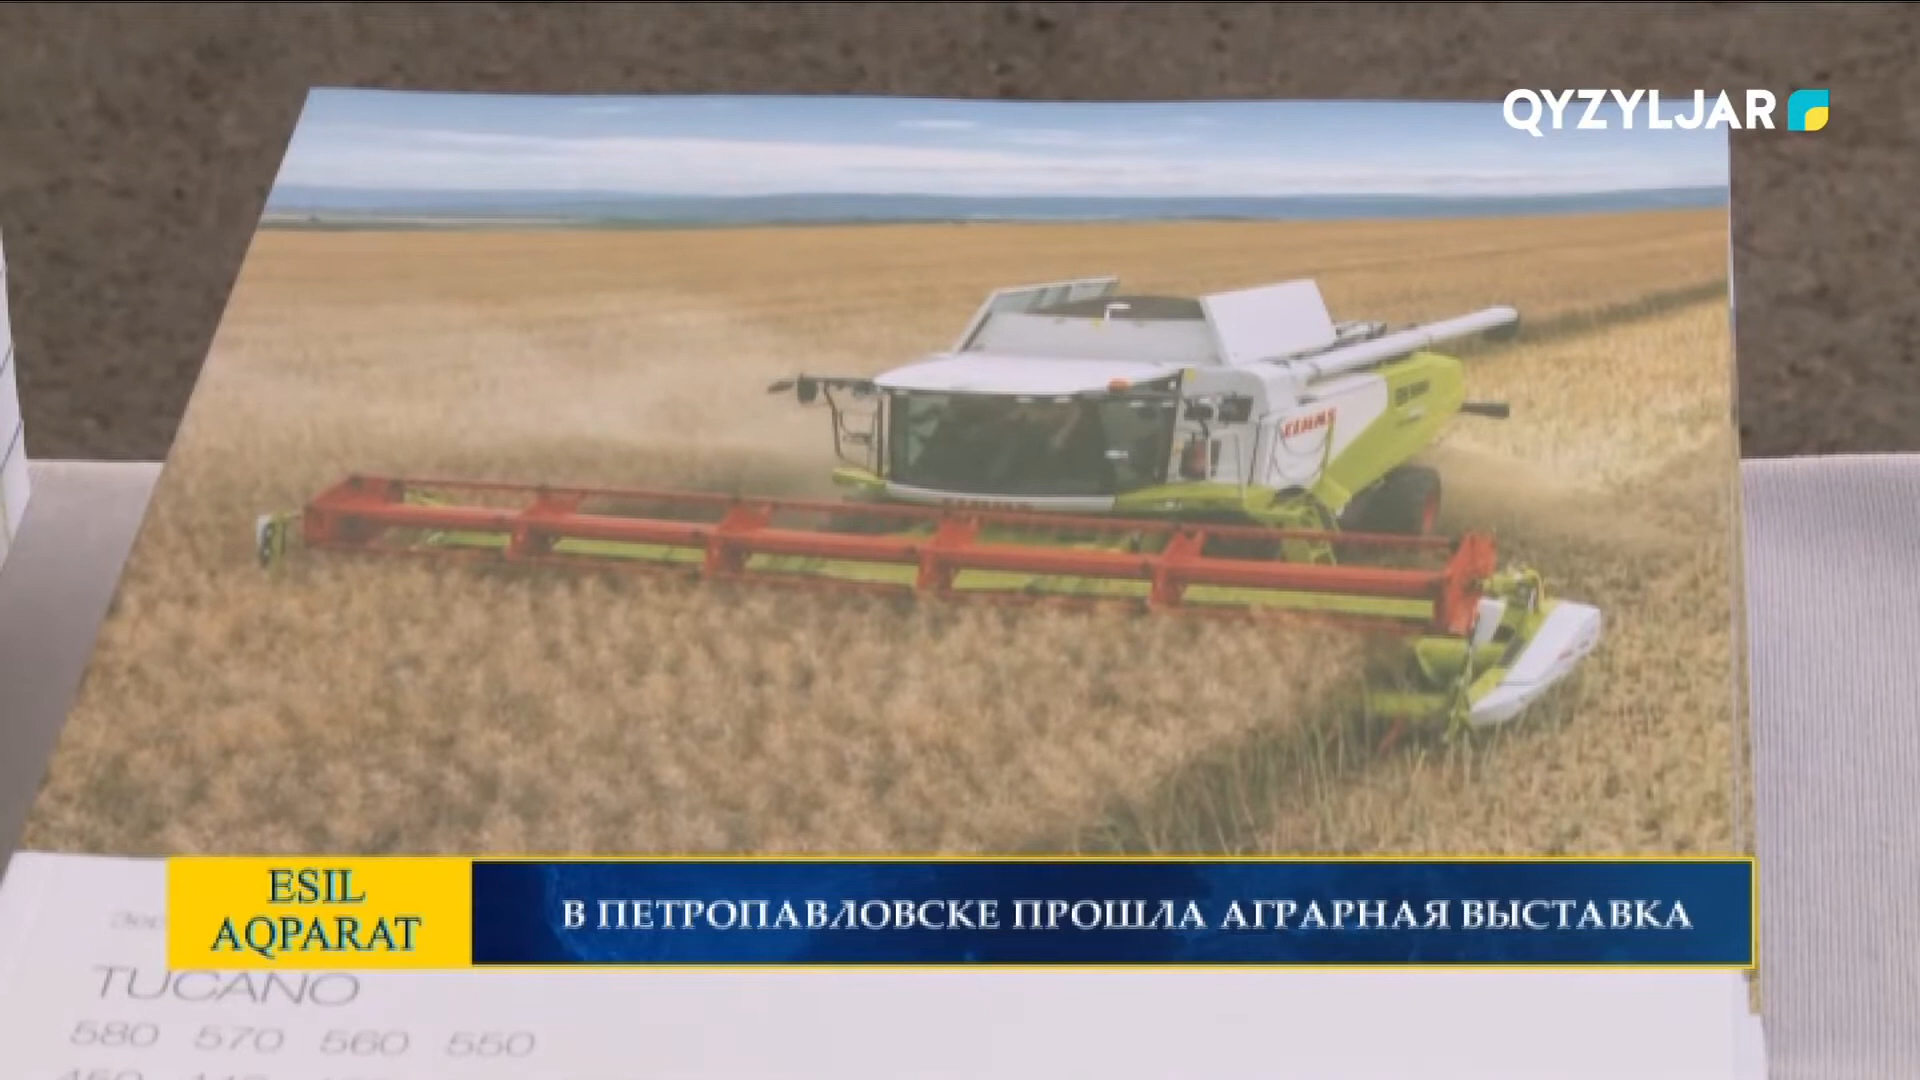 QYZYLJAR
CLAAS
ESIL
AQPARAT
В ПЕТРОПАВЛОВСКЕ ПРОШЛА АГРАРНАЯ ВЫСТАВКА
TUCANO
580 570 560 550